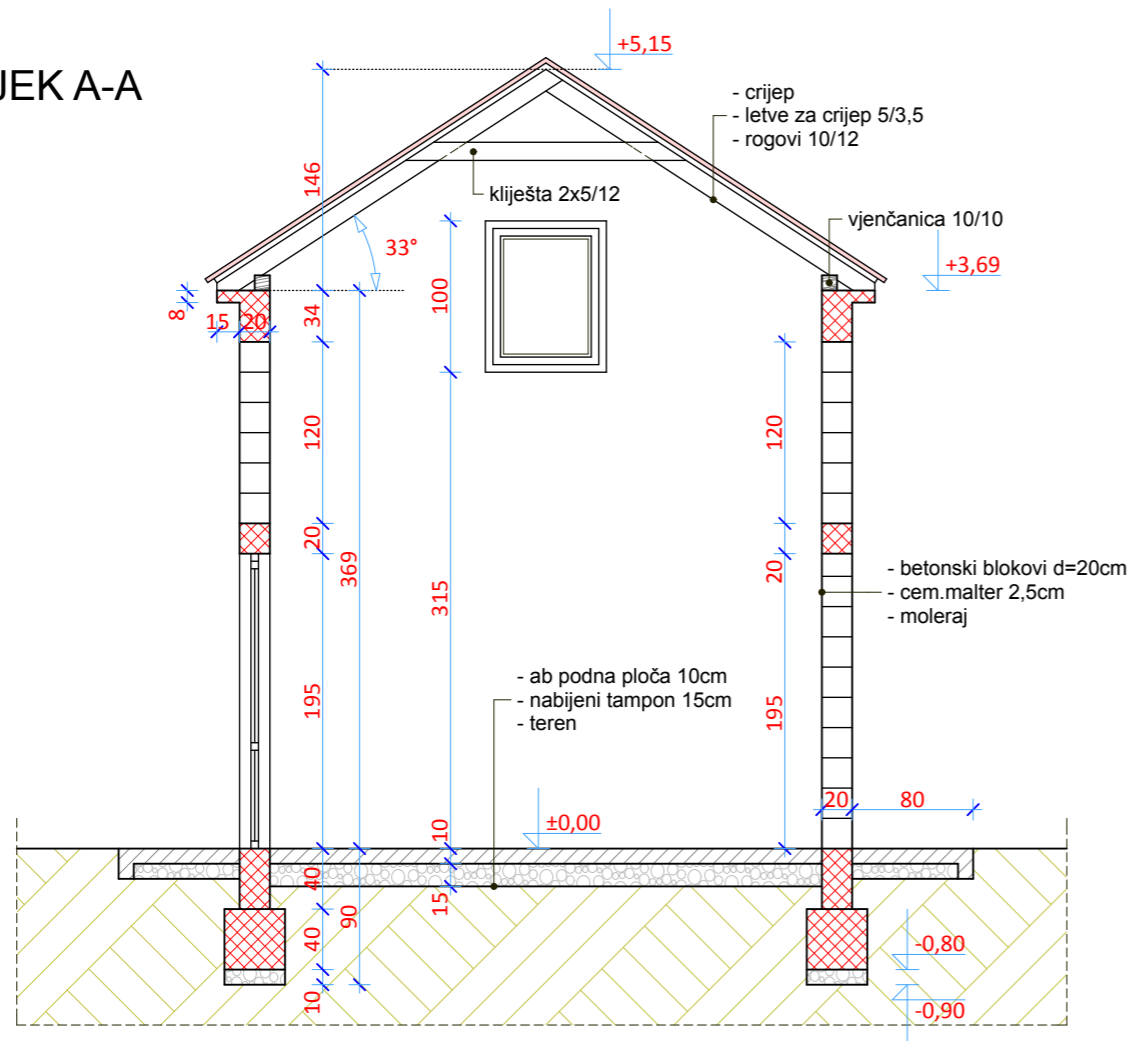 JEK A-A
+5,15
- crijep
- letve za crijep 5/3,5
- rogovi 10/12
146
kliješta 2x5/12
vjenčanica 10/10
33°
+3,69
100
8
15
20
34
120
120
20
369
315
20
- betonski blokovi d=20cm
- cem.malter 2,5cm
- moleraj
- ab podna ploča 10cm
- nabijeni tampon 15cm
- teren
195
195
20
80
10
±0,00
40
15
90
40
-0,80
10
-0,90